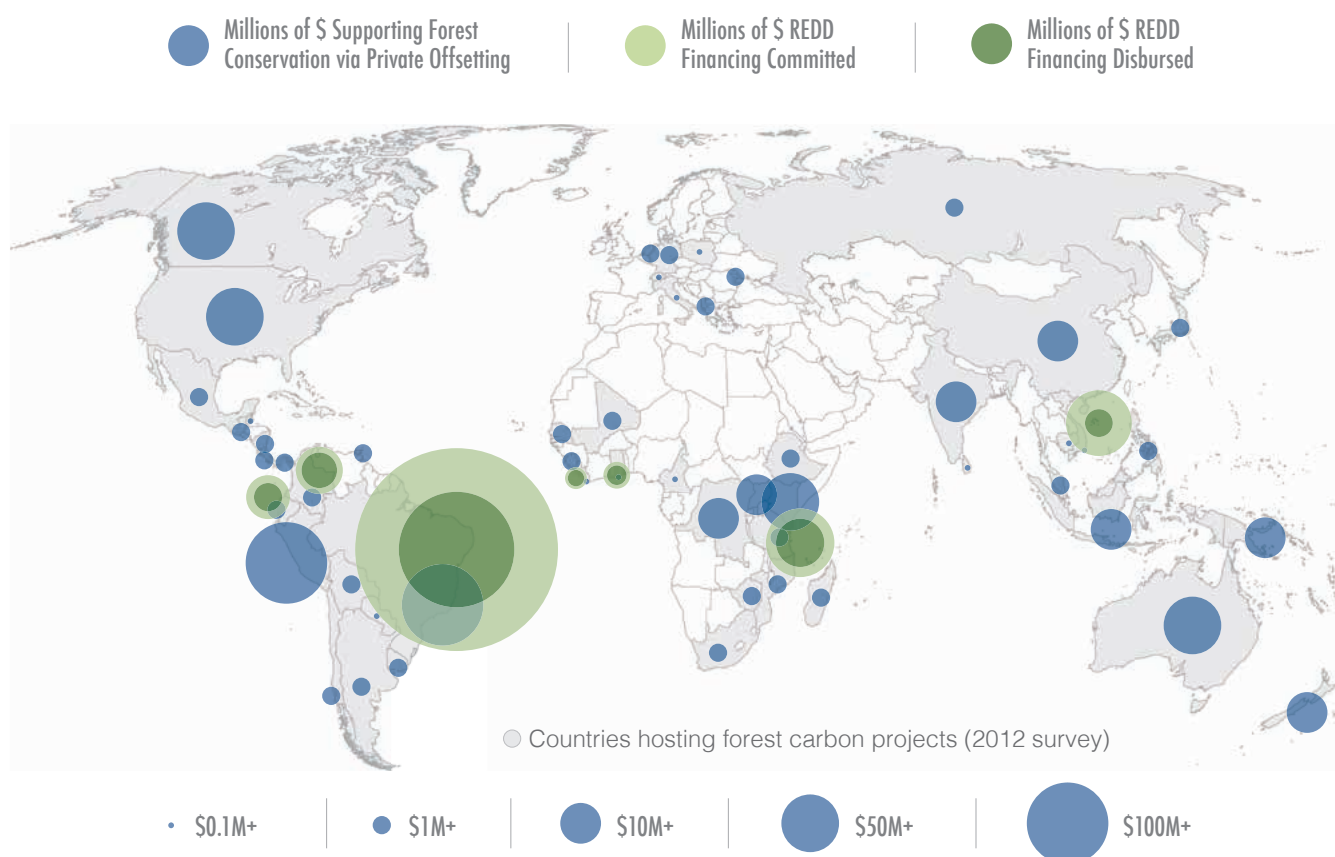 Millions of $ Supporting Forest
Conservation via Private Offsetting
Millions of $ REDD
Financing Committed
Millions of $ REDD
Financing Disbursed
Countries hosting forest carbon projects (2012 survey)
$0.1M+
$1M+
$10M+
$50M+
$100M+